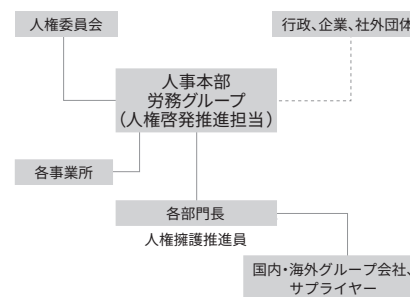 人権委員会
行政、企業、社外団体
人事本部
労務グループ
（人権啓発推進担当）
各事業所
各部門長
人権擁護推進員
国内・海外グループ会社、
サプライヤー